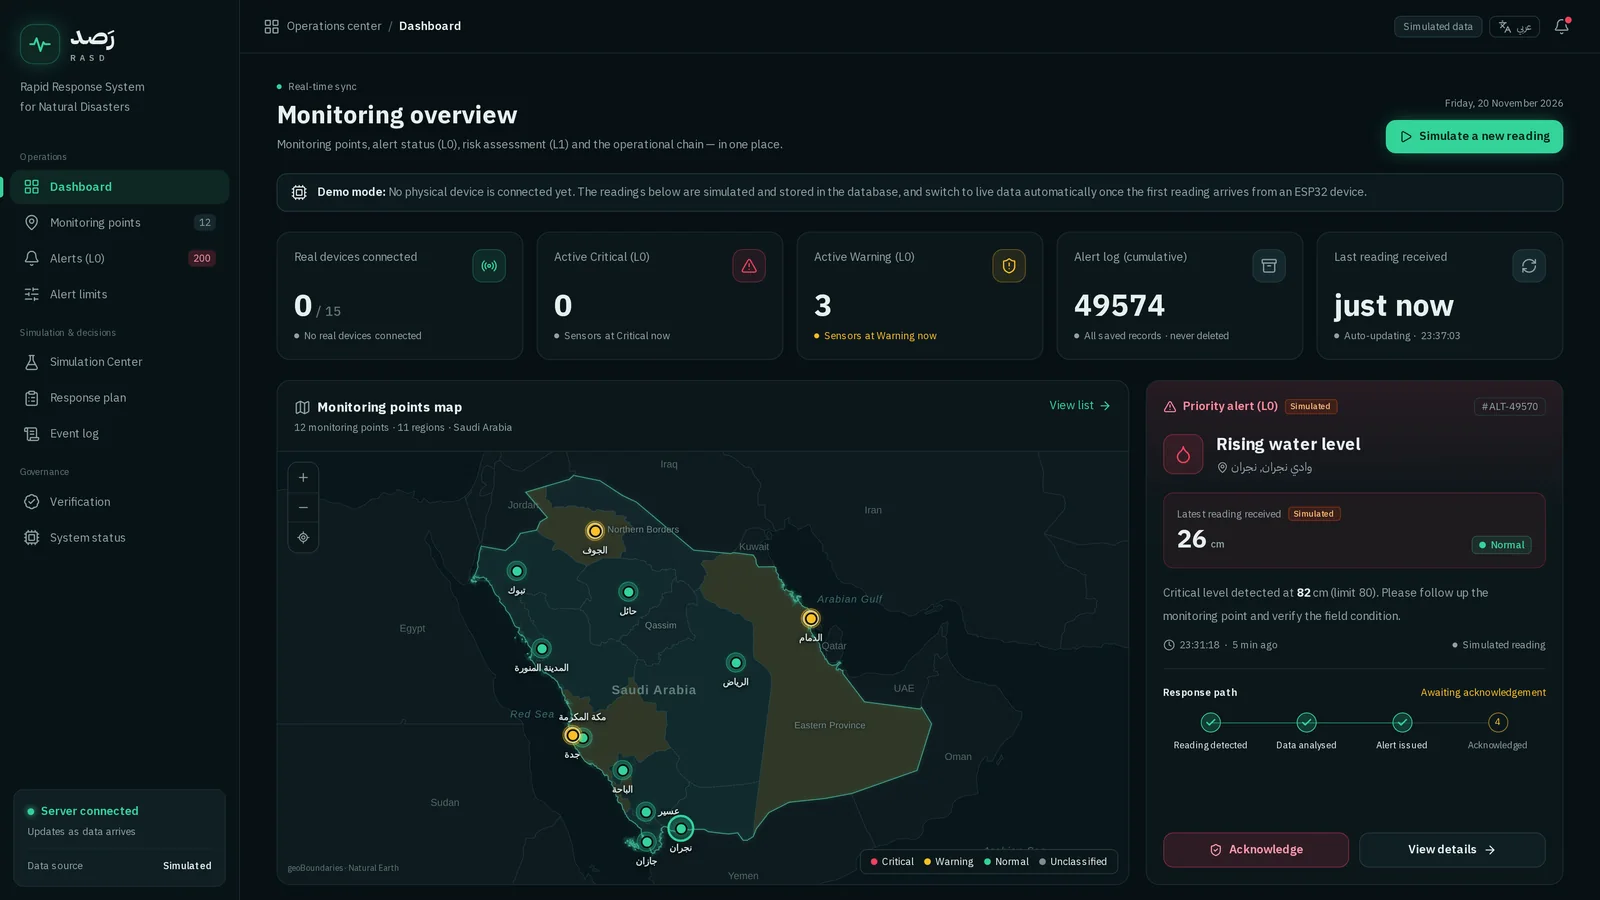 رَصد
RASD
Rapid Response System
for Natural Disasters
Operations
Dashboard
Monitoring points 12
Alerts (L0) 200
Alert limits
Simulation & decisions
Simulation Center
Response plan
Event log
Governance
Verification
System status
Server connected
Updates as data arrives
Data source Simulated
Operations center / Dashboard
Simulated data
عربي
Real-time sync
Monitoring overview
Monitoring points, alert status (L0), risk assessment (L1) and the operational chain — in one place.
Friday, 20 November 2026
Simulate a new reading
Demo mode: No physical device is connected yet. The readings below are simulated and stored in the database, and switch to live data automatically once the first reading arrives from an ESP32 device.
Real devices connected
0 / 15
No real devices connected
Active Critical (L0)
0
Sensors at Critical now
Active Warning (L0)
3
Sensors at Warning now
Alert log (cumulative)
49574
All saved records · never deleted
Last reading received
just now
Auto-updating · 23:37:03
Monitoring points map
12 monitoring points · 11 regions · Saudi Arabia
View list
Iraq
Jordan
Iran
Northern Borders
الجوف
Kuwait
تبوك
حائل
Arabian Gulf
Qassim
Egypt
الدمام
Qatar
المدينة المنورة
الرياض
Saudi Arabia
UAE
Red Sea
مكة المكرمة
Eastern Province
جدة
Oman
الباحة
Sudan
عسير
نجران
جازان
Yemen
geoBoundaries · Natural Earth
Critical
Warning
Normal
Unclassified
Priority alert (L0) Simulated #ALT-49570
Rising water level
وادي نجران, نجران
Latest reading received Simulated
26 cm
Normal
Critical level detected at 82 cm (limit 80). Please follow up the
monitoring point and verify the field condition.
23:31:18 · 5 min ago
Simulated reading
Response path Awaiting acknowledgement
4
Reading detected
Data analysed
Alert issued
Acknowledged
Acknowledge
View details